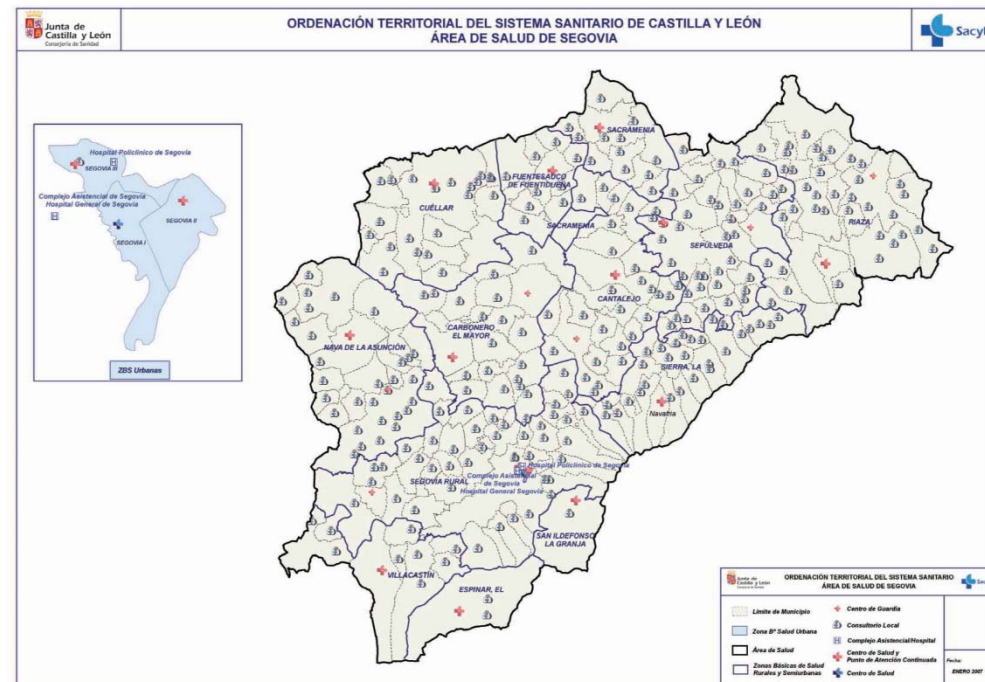 Junta de
Castilla y León
Consejería de Sanidad
ORDENACIÓN TERRITORIAL DEL SISTEMA SANITARIO DE CASTILLA Y LEÓN
ÁREA DE SALUD DE SEGOVIA
Sacyl
Hospital Policlínico de Segovia
SEGOVIA III
Complejo Asistencial de Segovia
Hospital General de Segovia
SEGOVIA II
SEGOVIA I
ZBS Urbanas
SACRAMENIA
FUENTESAÚCO
DE FUENTIDUEÑA
CUÉLLAR
SACRAMENIA
RIAZA
SEPÚLVEDA
CANTALEJO
CARBONERO
EL MAYOR
NAVA DE LA ASUNCIÓN
SIERRA, LA
Navafría
Hospital Policlínico de Segovia
Complejo Asistencial
de Segovia
Hospital General Segovia
SEGOVIA RURAL
SAN ILDEFONSO
LA GRANJA
VILLACASTÍN
ESPINAR, EL
Junta de
Castilla y León
ORDENACIÓN TERRITORIAL DEL SISTEMA SANITARIO
ÁREA DE SALUD DE SEGOVIA
Límite de Municipio
Zona Bª Salud Urbana
Área de Salud
Zonas Básicas de Salud
Rurales y Semiurbanas
Centro de Guardia
Consultorio Local
Complejo Asistencial/Hospital
Centro de Salud y
Punto de Atención Continuada
Centro de Salud
Fecha:
ENERO 2007